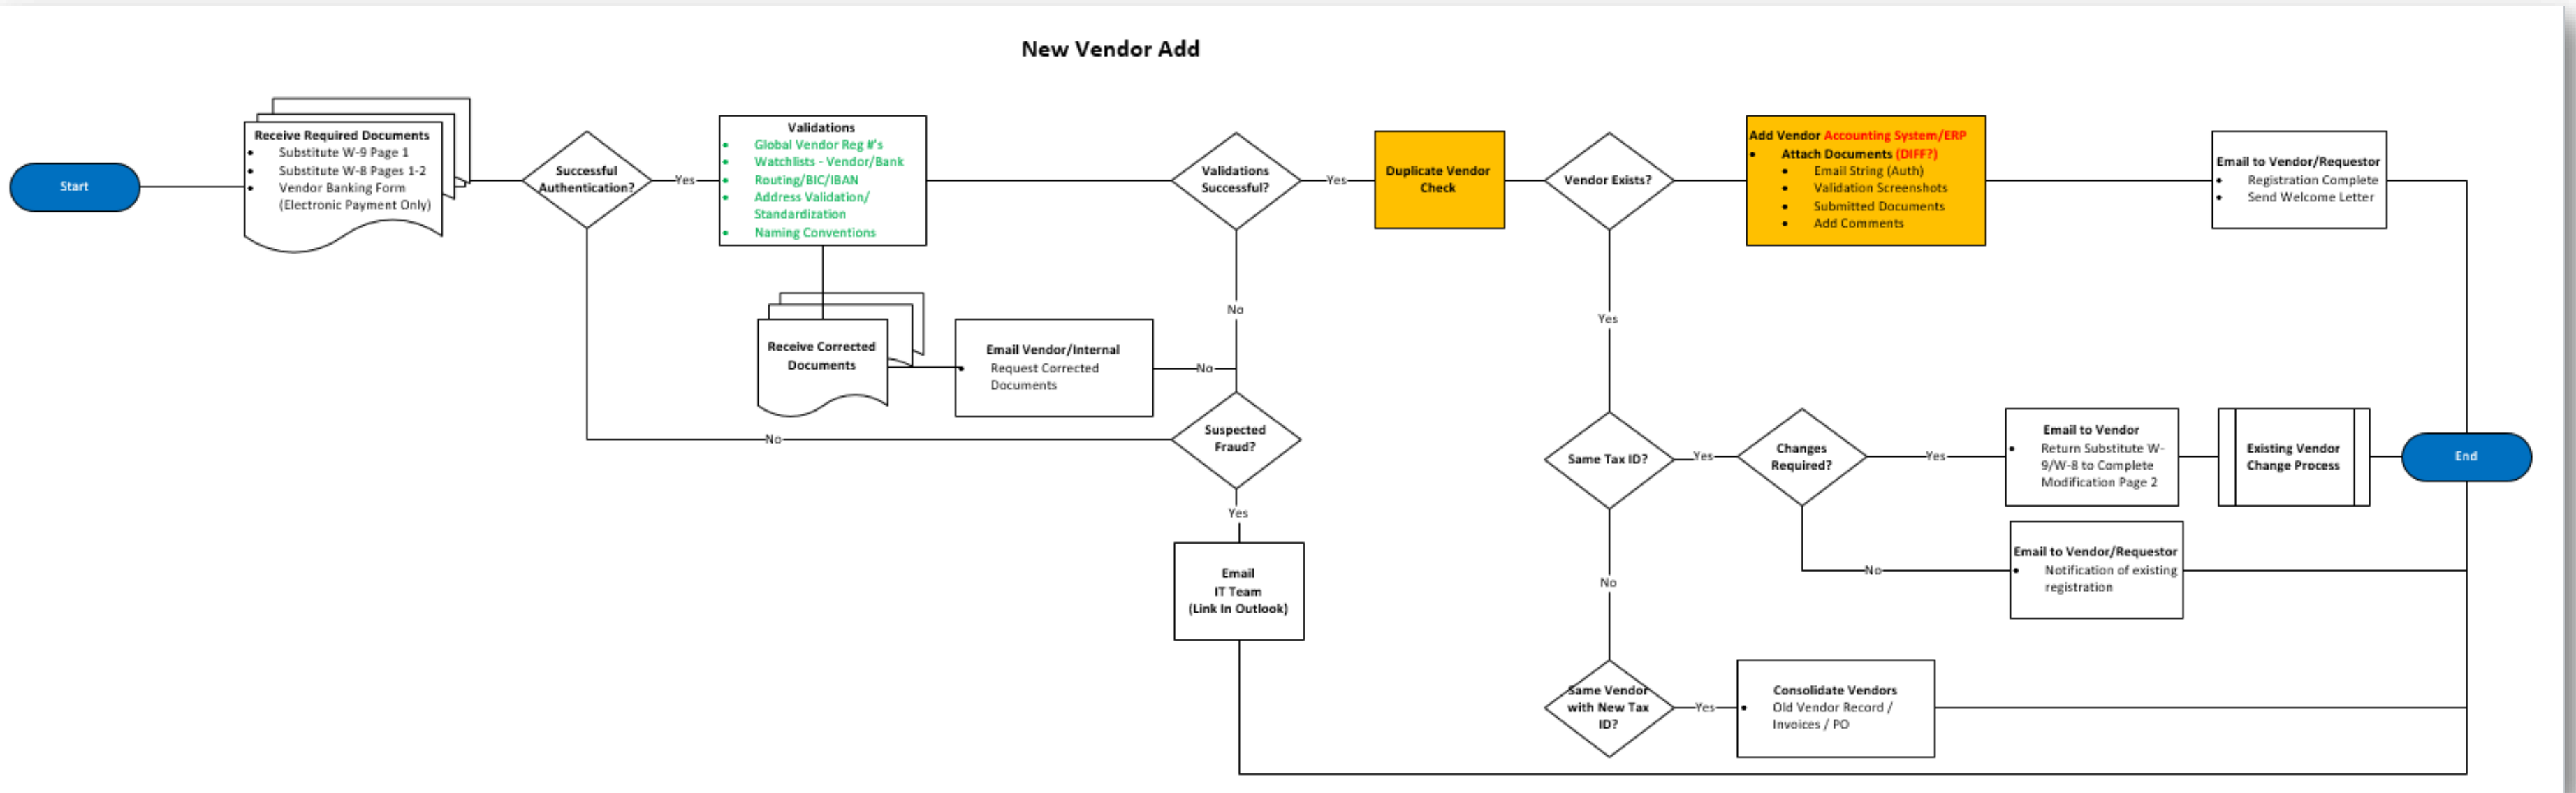 New Vendor Add
Start
Receive Required Documents
• Substitute W-9 Page 1
• Substitute W-8 Pages 1-2
• Vendor Banking Form
(Electronic Payment Only)
Successful
Authentication?
Yes
No
Validations
• Global Vendor Reg #'s
• Watchlists - Vendor/Bank
• Routing/BIC/IBAN
• Address Validation/
Standardization
• Naming Conventions
Receive Corrected
Documents
Email Vendor/Internal
• Request Corrected
Documents
No
Validations
Successful?
Yes
No
Suspected
Fraud?
Yes
Email
IT Team
(Link In Outlook)
Duplicate Vendor
Check
Vendor Exists?
Yes
Add Vendor Accounting System/ERP
• Attach Documents (DIFF?)
• Email String (Auth)
• Validation Screenshots
• Submitted Documents
• Add Comments
Email to Vendor/Requestor
• Registration Complete
• Send Welcome Letter
Same Tax ID?
Yes
No
Changes
Required?
Yes
No
Email to Vendor
• Return Substitute W-
9/W-8 to Complete
Modification Page 2
Existing Vendor
Change Process
End
Email to Vendor/Requestor
• Notification of existing
registration
Same Vendor
with New Tax
ID?
Yes
Consolidate Vendors
• Old Vendor Record /
Invoices / PO